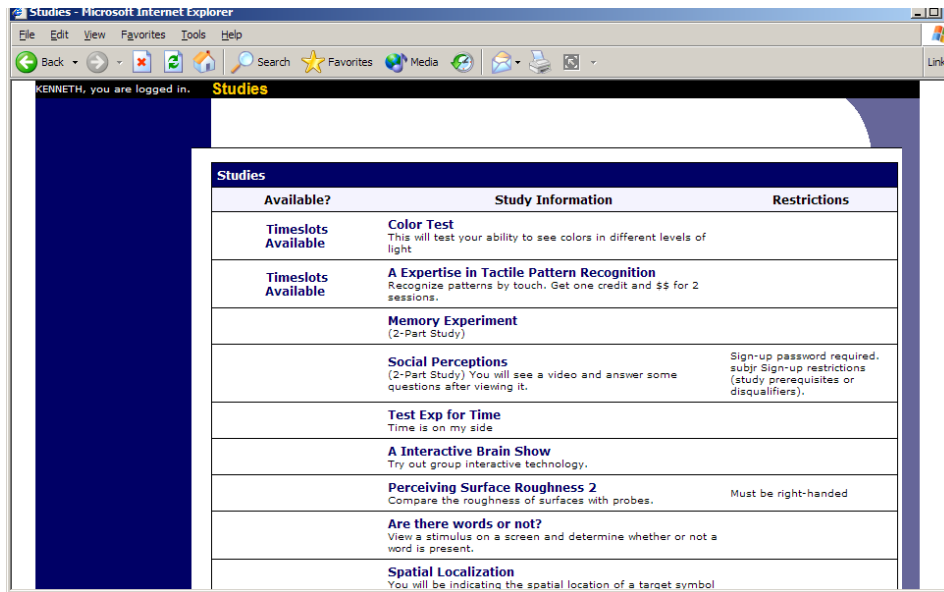 Studies - Microsoft Internet Explorer
File Edit View Favorites Tools Help
Back Search Favorites Media Link
KENNETH, you are logged in. Studies
Studies
Available? Study Information Restrictions
Timeslots Available
Color Test
This will test your ability to see colors in different levels of
light
Timeslots Available
A Expertise in Tactile Pattern Recognition
Recognize patterns by touch. Get one credit and $$ for 2
sessions.
Memory Experiment
(2-Part Study)
Social Perceptions
(2-Part Study) You will see a video and answer some
questions after viewing it.
Sign-up password required.
subjr Sign-up restrictions
(study prerequisites or
disqualifiers).
Test Exp for Time
Time is on my side
A Interactive Brain Show
Try out group interactive technology.
Perceiving Surface Roughness 2
Compare the roughness of surfaces with probes.
Must be right-handed
Are there words or not?
View a stimulus on a screen and determine whether or not a
word is present.
Spatial Localization
You will be indicating the spatial location of a target symbol